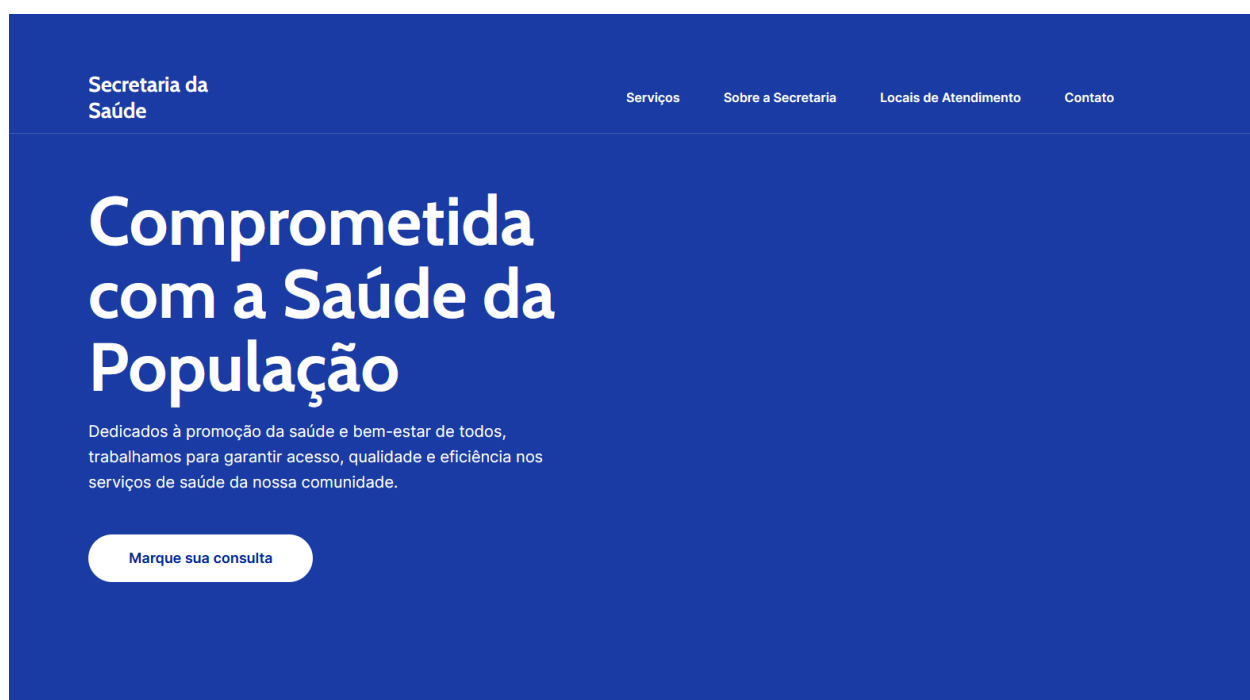 Secretaria da
Saúde
Serviços
Sobre a Secretaria
Locais de Atendimento
Contato
Comprometida
com a Saúde da
População
Dedicados à promoção da saúde e bem-estar de todos,
trabalhamos para garantir acesso, qualidade e eficiência nos
serviços de saúde da nossa comunidade.
Marque sua consulta